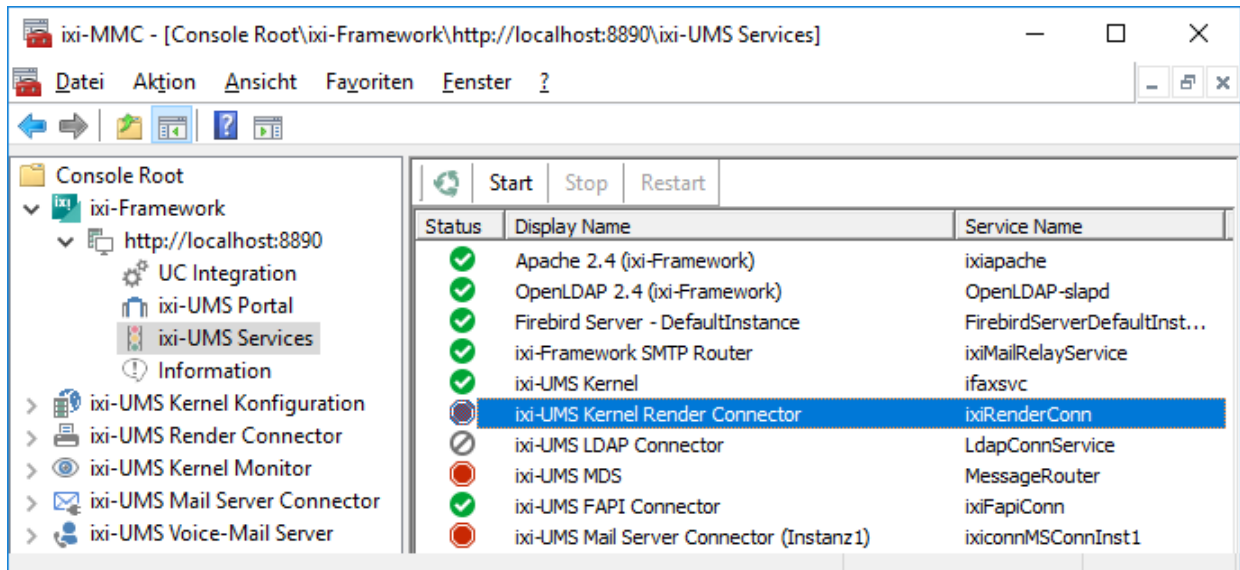 ixi-MMC - [Console Root\ixi-Framework\http://localhost:8890\ixi-UMS Services]
Datei Aktion Ansicht Favoriten Fenster ?
Console Root
ixi-Framework
http://localhost:8890
UC Integration
ixi-UMS Portal
ixi-UMS Services
Information
ixi-UMS Kernel Konfiguration
ixi-UMS Render Connector
ixi-UMS Kernel Monitor
ixi-UMS Mail Server Connector
ixi-UMS Voice-Mail Server
Start Stop Restart
Status Display Name Service Name
Apache 2.4 (ixi-Framework) ixiapache
OpenLDAP 2.4 (ixi-Framework) OpenLDAP-slapd
Firebird Server - DefaultInstance FirebirdServerDefaultInst...
ixi-Framework SMTP Router ixiMailRelayService
ixi-UMS Kernel ifaxsvc
ixi-UMS Kernel Render Connector ixiRenderConn
ixi-UMS LDAP Connector LdapConnService
ixi-UMS MDS MessageRouter
ixi-UMS FAPI Connector ixiFapiConn
ixi-UMS Mail Server Connector (Instanz1) ixiconnMSConnInst1